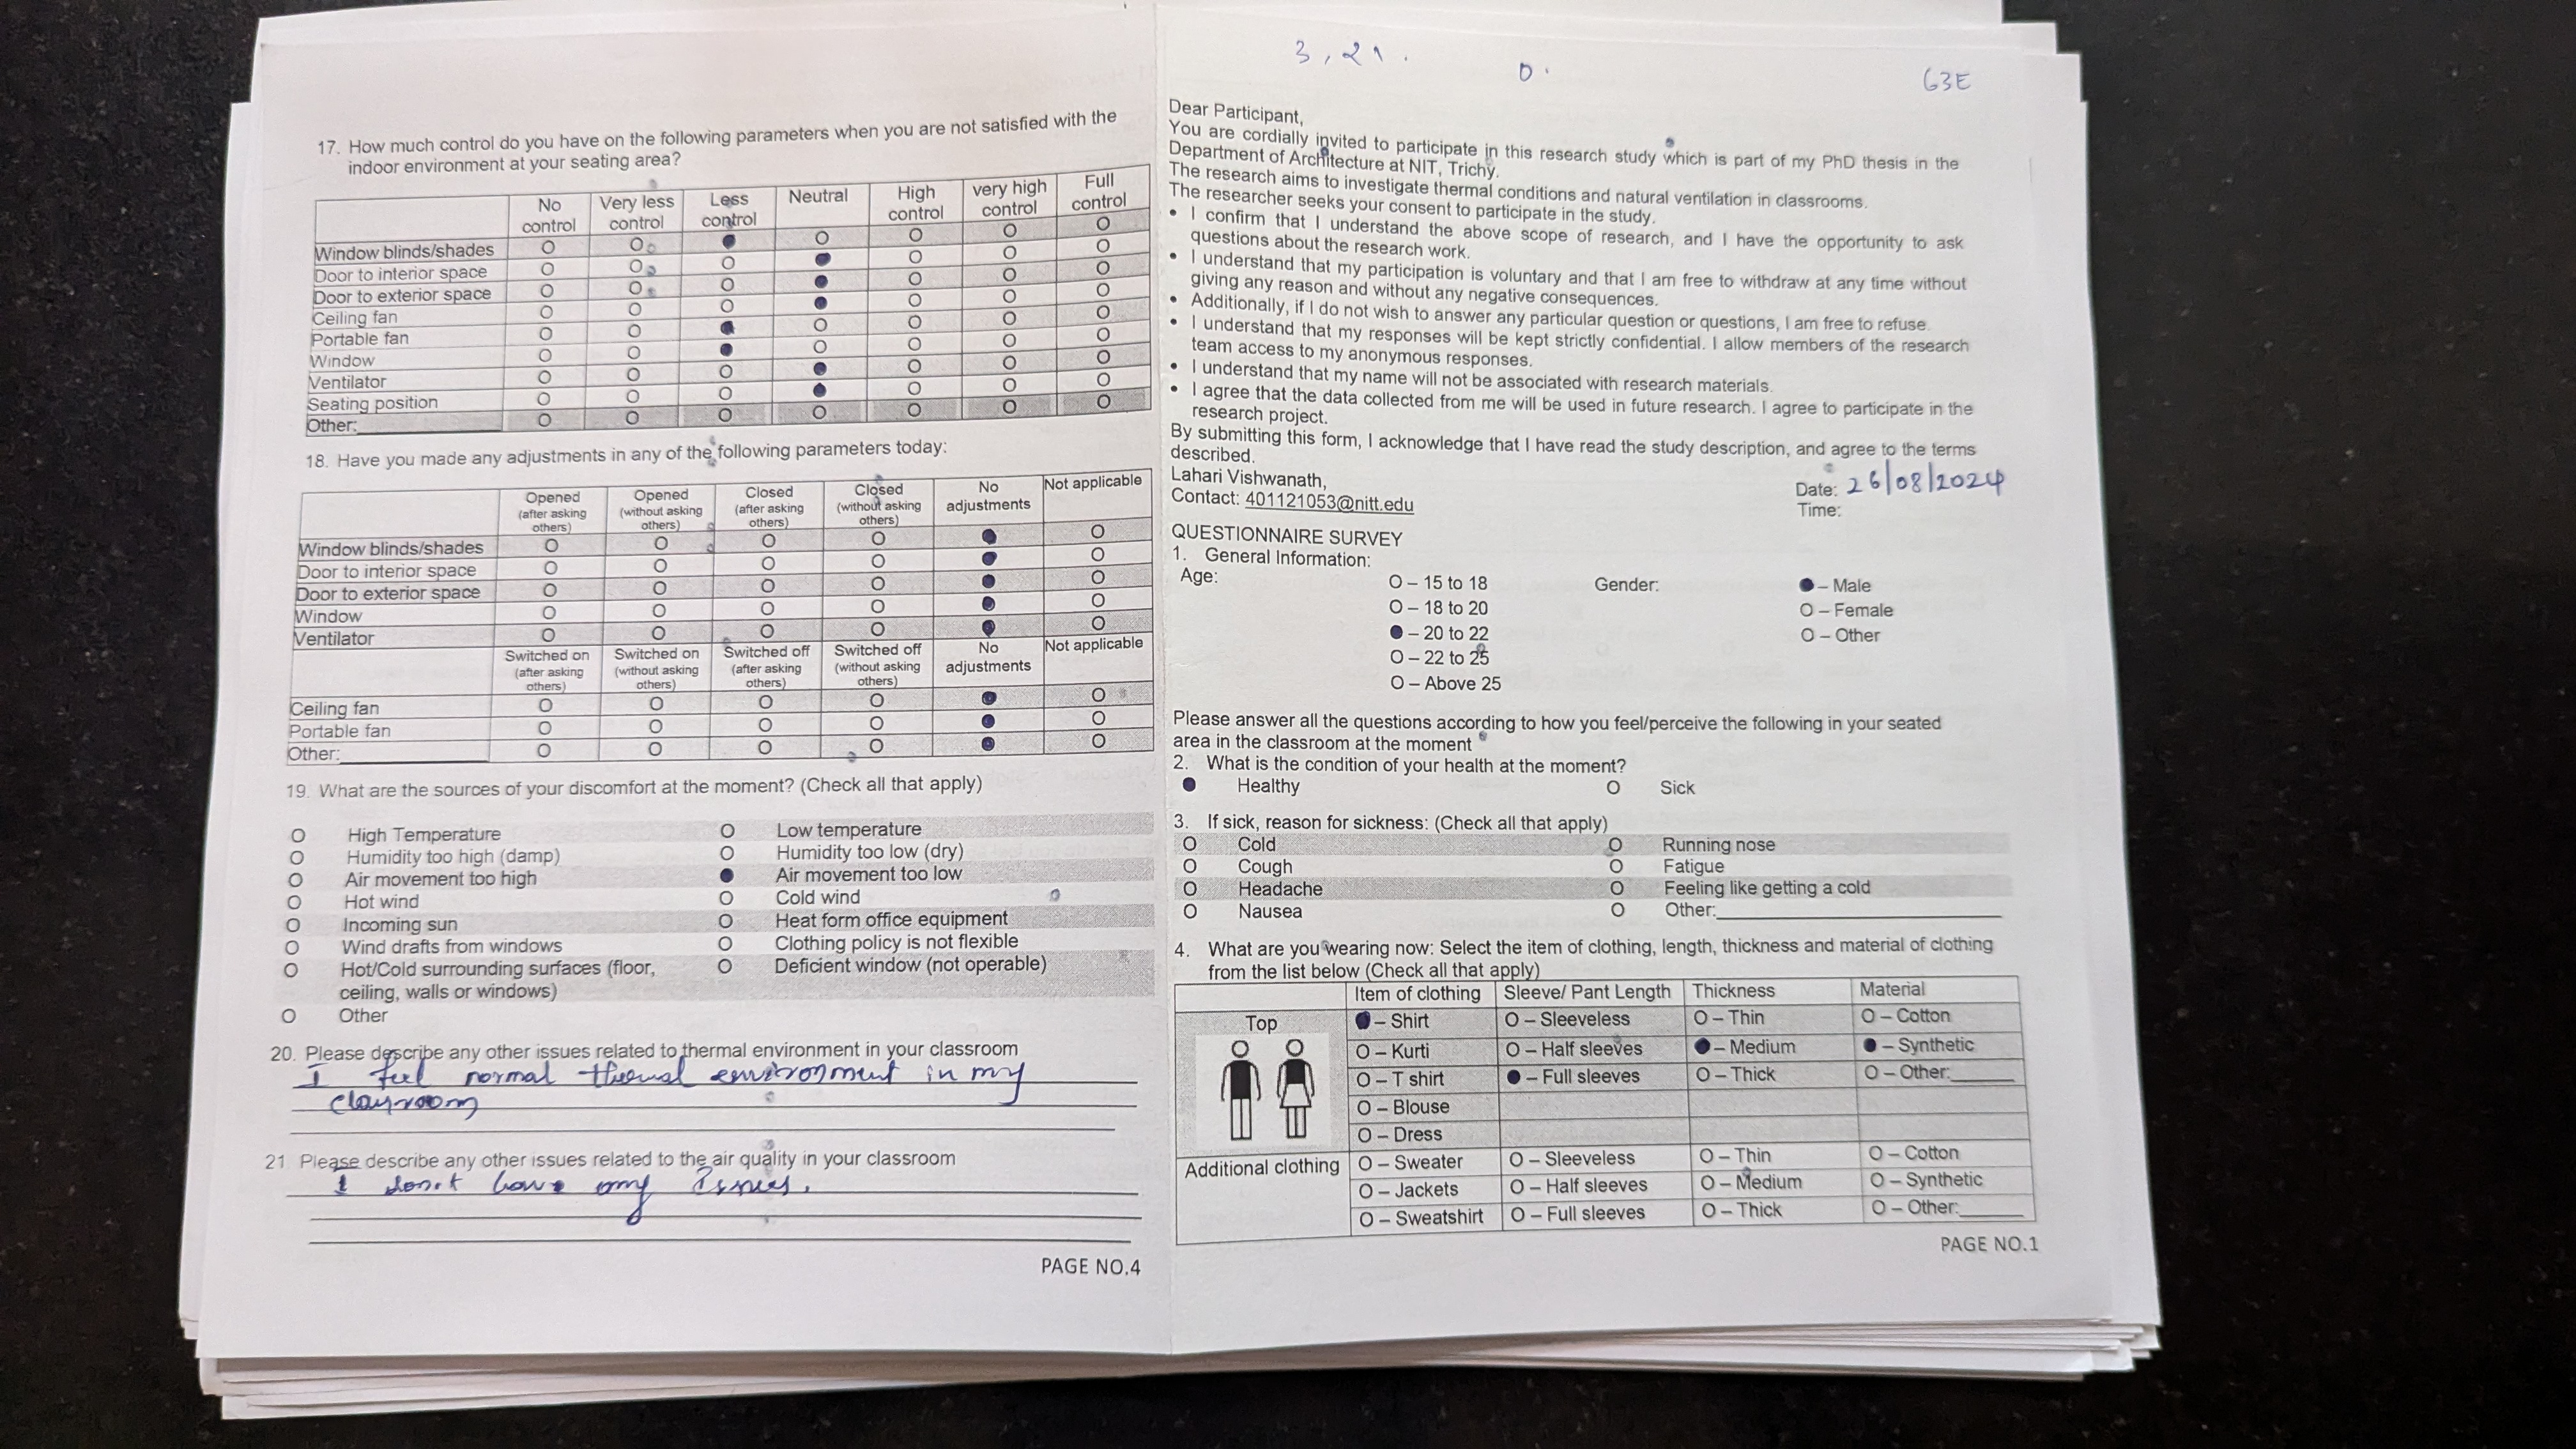 17. How much control do you have on the following parameters when you are not satisfied with the
indoor environment at your seating area?
No control Very less control Less control Neutral High control very high control Full control
Window blinds/shades O O ● O O O O
Door to interior space O O O ● O O O
Door to exterior space O O O ● O O O
Ceiling fan O O O ● O O O
Portable fan O O ● O O O O
Window O O ● O O O O
Ventilator O O O ● O O O
Seating position O O O ● O O O
Other: O O O O O O O
18. Have you made any adjustments in any of the following parameters today:
Opened (after asking others) Opened (without asking others) Closed (after asking others) Closed (without asking others) No adjustments Not applicable
Window blinds/shades O O O O ● O
Door to interior space O O O O ● O
Door to exterior space O O O O ● O
Window O O O O ● O
Ventilator O O O O ● O
Switched on (after asking others) Switched on (without asking others) Switched off (after asking others) Switched off (without asking others) No adjustments Not applicable
Ceiling fan O O O O ● O
Portable fan O O O O ● O
Other: O O O O ● O
19. What are the sources of your discomfort at the moment? (Check all that apply)
O High Temperature O Low temperature
O Humidity too high (damp) O Humidity too low (dry)
O Air movement too high ● Air movement too low
O Hot wind O Cold wind
O Incoming sun O Heat form office equipment
O Wind drafts from windows O Clothing policy is not flexible
O Hot/Cold surrounding surfaces (floor, O Deficient window (not operable)
ceiling, walls or windows)
O Other
20. Please describe any other issues related to thermal environment in your classroom
I feel normal thermal environment in my
classroom
21. Please describe any other issues related to the air quality in your classroom
I don't have any issues.
PAGE NO.4
3, 21.
0.
G3E
Dear Participant,
You are cordially invited to participate in this research study which is part of my PhD thesis in the
Department of Architecture at NIT, Trichy.
The research aims to investigate thermal conditions and natural ventilation in classrooms.
The researcher seeks your consent to participate in the study.
• I confirm that I understand the above scope of research, and I have the opportunity to ask
questions about the research work.
• I understand that my participation is voluntary and that I am free to withdraw at any time without
giving any reason and without any negative consequences.
• Additionally, if I do not wish to answer any particular question or questions, I am free to refuse.
• I understand that my responses will be kept strictly confidential. I allow members of the research
team access to my anonymous responses.
• I understand that my name will not be associated with research materials.
• I agree that the data collected from me will be used in future research. I agree to participate in the
research project.
By submitting this form, I acknowledge that I have read the study description, and agree to the terms
described.
Lahari Vishwanath,
Contact: 401121053@nitt.edu
Date: 26/08/2024
Time:
QUESTIONNAIRE SURVEY
1. General Information:
Age: O – 15 to 18 Gender: ● – Male
O – 18 to 20 O – Female
● – 20 to 22 O – Other
O – 22 to 25
O – Above 25
Please answer all the questions according to how you feel/perceive the following in your seated
area in the classroom at the moment
2. What is the condition of your health at the moment?
● Healthy O Sick
3. If sick, reason for sickness: (Check all that apply)
O Cold O Running nose
O Cough O Fatigue
O Headache O Feeling like getting a cold
O Nausea O Other:
4. What are you wearing now: Select the item of clothing, length, thickness and material of clothing
from the list below (Check all that apply)
Item of clothing Sleeve/ Pant Length Thickness Material
Top ● – Shirt O – Sleeveless O – Thin O – Cotton
O – Kurti O – Half sleeves ● – Medium ● – Synthetic
O – T shirt ● – Full sleeves O – Thick O – Other:
O – Blouse
O – Dress
Additional clothing O – Sweater O – Sleeveless O – Thin O – Cotton
O – Jackets O – Half sleeves O – Medium O – Synthetic
O – Sweatshirt O – Full sleeves O – Thick O – Other:
PAGE NO.1